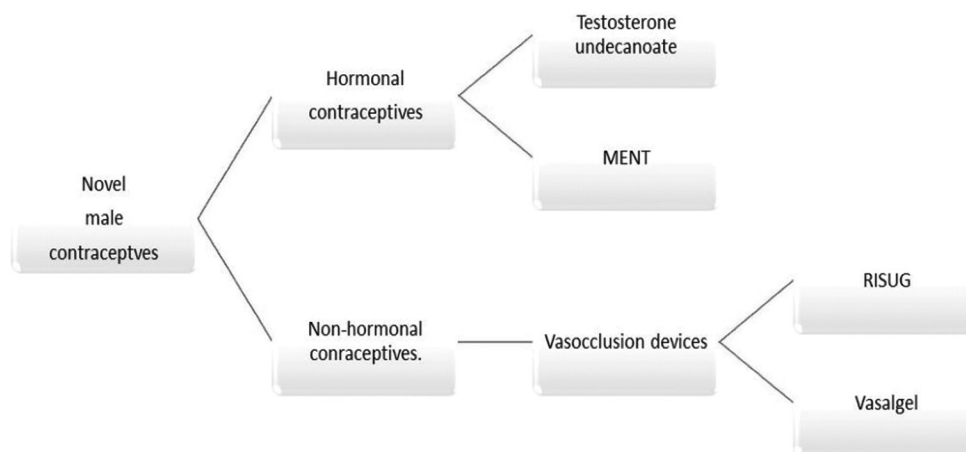 Testosterone
undecanoate
Hormonal
contraceptives
MENT
Novel
male
contraceptves
RISUG
Non-hormonal
conraceptives.
Vasocclusion devices
Vasalgel